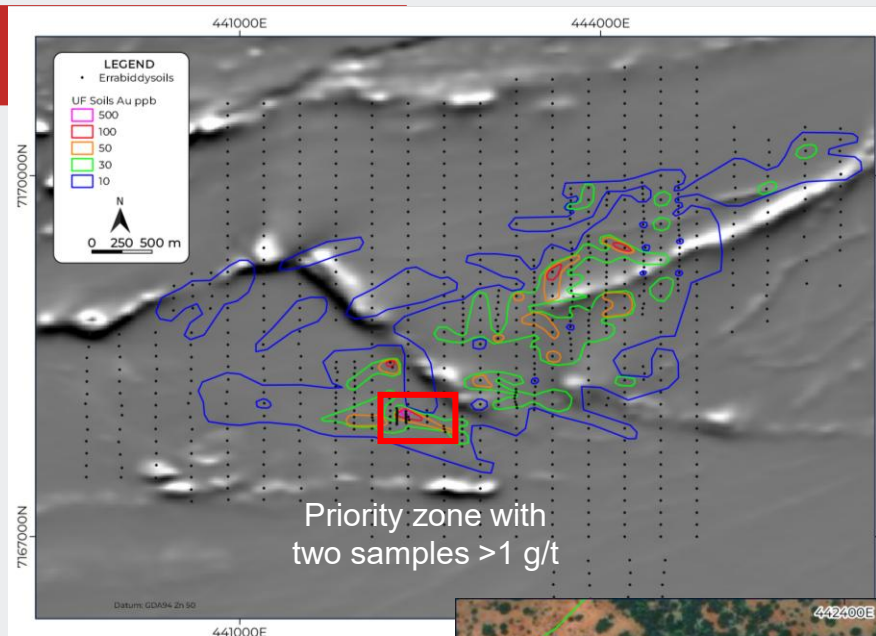 441000E
444000E
LEGEND
Errabiddysoils
UF Soils Au ppb
500
100
50
30
10
N
0 250 500 m
7170000N
7167000N
Priority zone with
two samples >1 g/t
Datum: GDA94 Zn 50
442400E
441000E